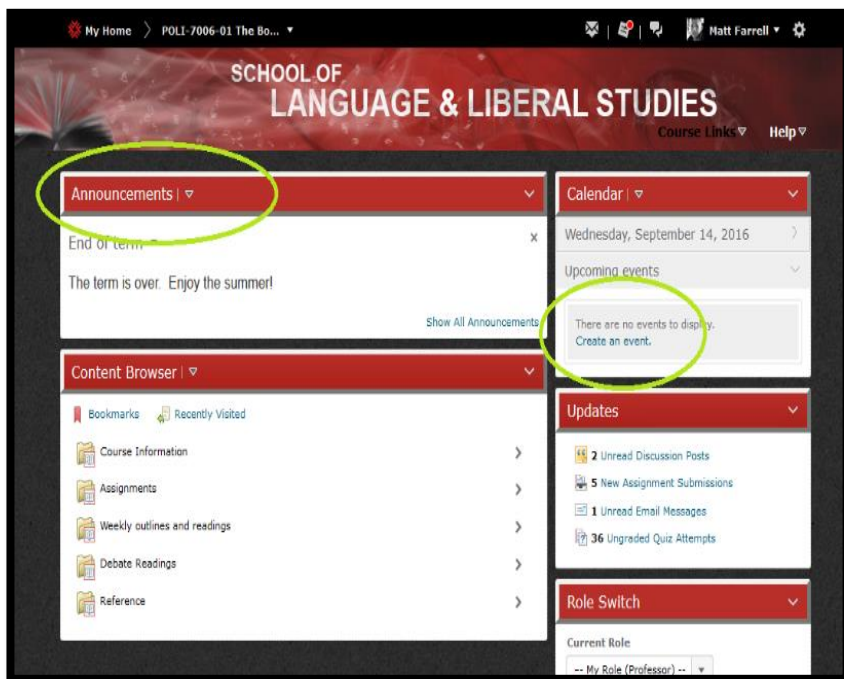 My Home > POLI-7006-01 The Bo... ▼
Matt Farrell ▼
SCHOOL OF
LANGUAGE & LIBERAL STUDIES
Course Links
Help
Announcements
End of term
x
The term is over. Enjoy the summer!
Show All Announcements
Content Browser
Bookmarks
Recently Visited
Course Information
Assignments
Weekly outlines and readings
Debate Readings
Reference
Calendar
Wednesday, September 14, 2016
Upcoming events
There are no events to display.
Create an event.
Updates
2 Unread Discussion Posts
5 New Assignment Submissions
1 Unread Email Messages
36 Ungraded Quiz Attempts
Role Switch
Current Role
-- My Role (Professor) --